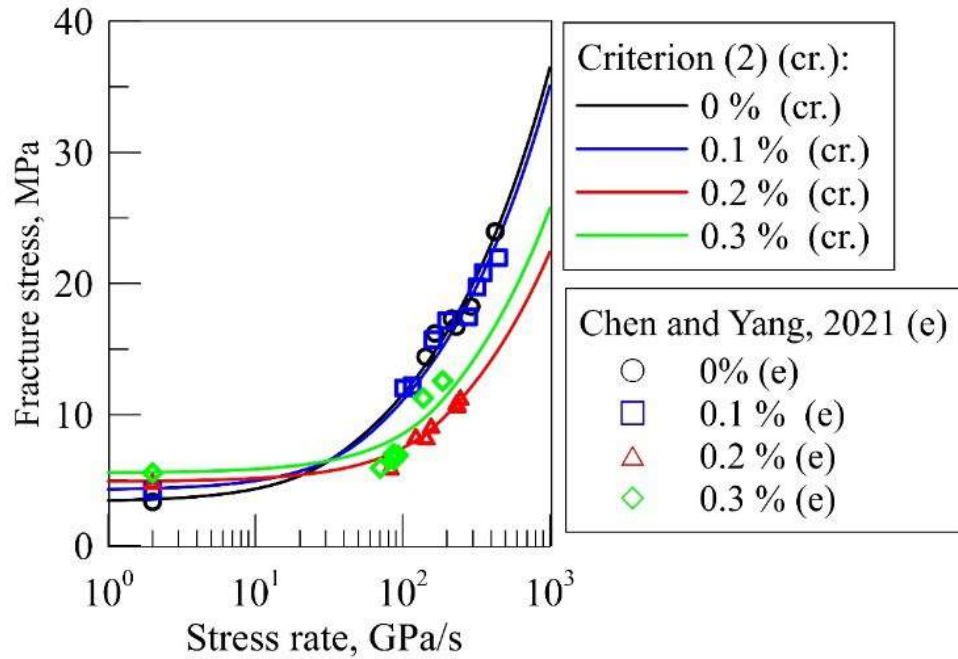 40
30
20
10
0
Fracture stress, MPa
10⁰
10¹
10²
10³
Stress rate, GPa/s
Criterion (2) (cr.):
0 % (cr.)
0.1 % (cr.)
0.2 % (cr.)
0.3 % (cr.)
Chen and Yang, 2021 (e)
0% (e)
0.1 % (e)
0.2 % (e)
0.3 % (e)